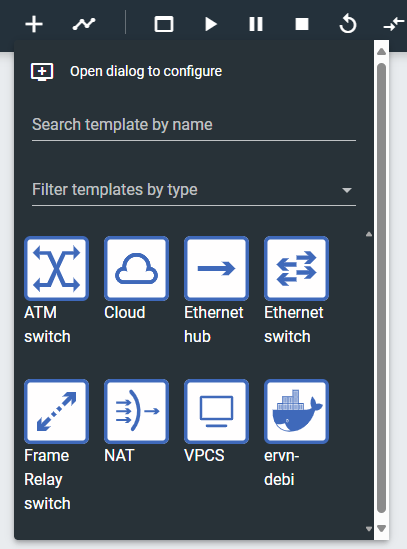 Open dialog to configure
Search template by name
Filter templates by type
ATM
switch
Cloud
Ethernet
hub
Ethernet
switch
Frame
Relay
switch
NAT
VPCS
ervn-
debi